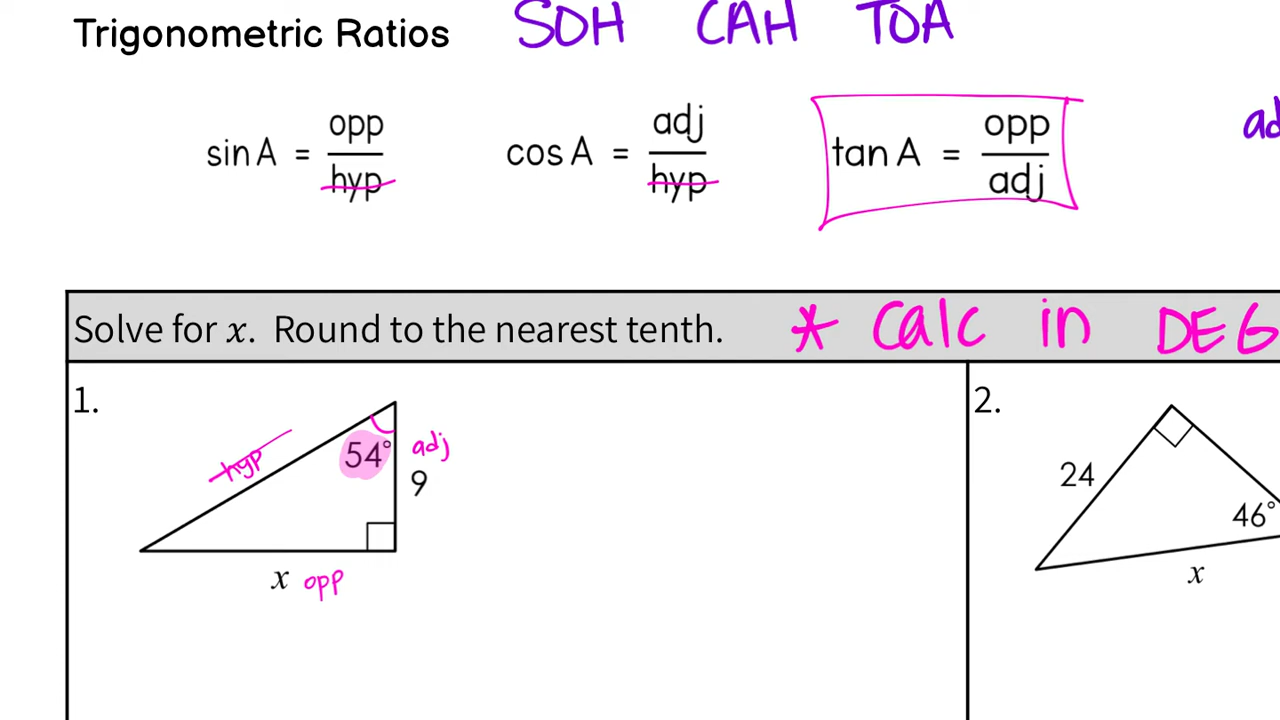 Trigonometric Ratios SOH CAH TOA
sin A = opp / hyp cos A = adj / hyp tan A = opp / adj ad
Solve for x. Round to the nearest tenth. * Calc in DEG
1. 2.
hyp 54° adj
9
24
46°
x opp
x